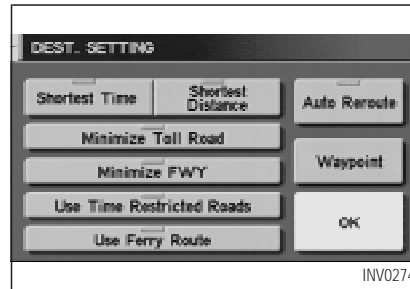 DEST. SETTING
Shortest Time
Shortest
Distance
Auto Reroute
Minimize Toll Road
Minimize FWY
Waypoint
Use Time Restricted Roads
Use Ferry Route
OK
INV0274